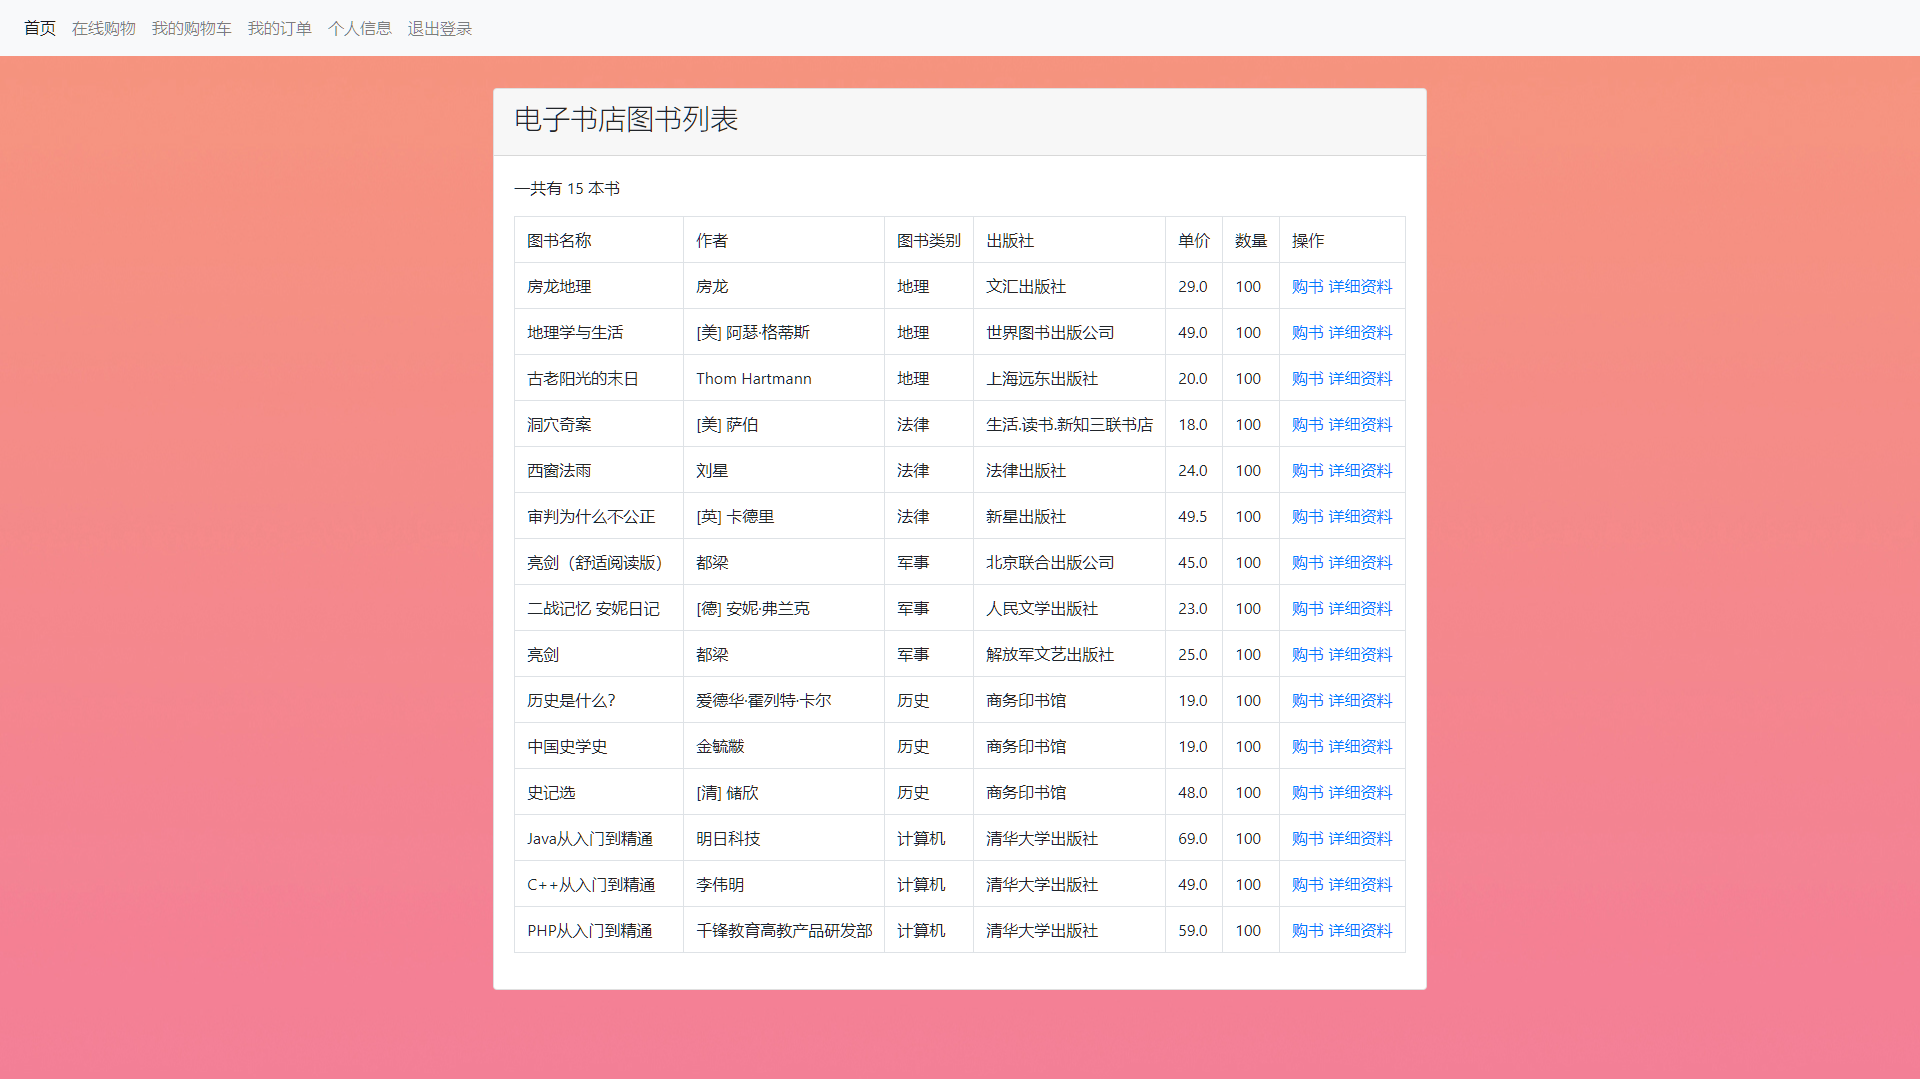 首页 在线购物 我的购物车 我的订单 个人信息 退出登录
电子书店图书列表
一共有 15 本书
图书名称 作者 图书类别 出版社 单价 数量 操作
房龙地理 房龙 地理 文汇出版社 29.0 100 购书 详细资料
地理学与生活 [美] 阿瑟·格蒂斯 地理 世界图书出版公司 49.0 100 购书 详细资料
古老阳光的末日 Thom Hartmann 地理 上海远东出版社 20.0 100 购书 详细资料
洞穴奇案 [美] 萨伯 法律 生活.读书.新知三联书店 18.0 100 购书 详细资料
西窗法雨 刘星 法律 法律出版社 24.0 100 购书 详细资料
审判为什么不公正 [英] 卡德里 法律 新星出版社 49.5 100 购书 详细资料
亮剑（舒适阅读版） 都梁 军事 北京联合出版公司 45.0 100 购书 详细资料
二战记忆 安妮日记 [德] 安妮·弗兰克 军事 人民文学出版社 23.0 100 购书 详细资料
亮剑 都梁 军事 解放军文艺出版社 25.0 100 购书 详细资料
历史是什么？ 爱德华·霍列特·卡尔 历史 商务印书馆 19.0 100 购书 详细资料
中国史学史 金毓黻 历史 商务印书馆 19.0 100 购书 详细资料
史记选 [清] 储欣 历史 商务印书馆 48.0 100 购书 详细资料
Java从入门到精通 明日科技 计算机 清华大学出版社 69.0 100 购书 详细资料
C++从入门到精通 李伟明 计算机 清华大学出版社 49.0 100 购书 详细资料
PHP从入门到精通 千锋教育高教产品研发部 计算机 清华大学出版社 59.0 100 购书 详细资料